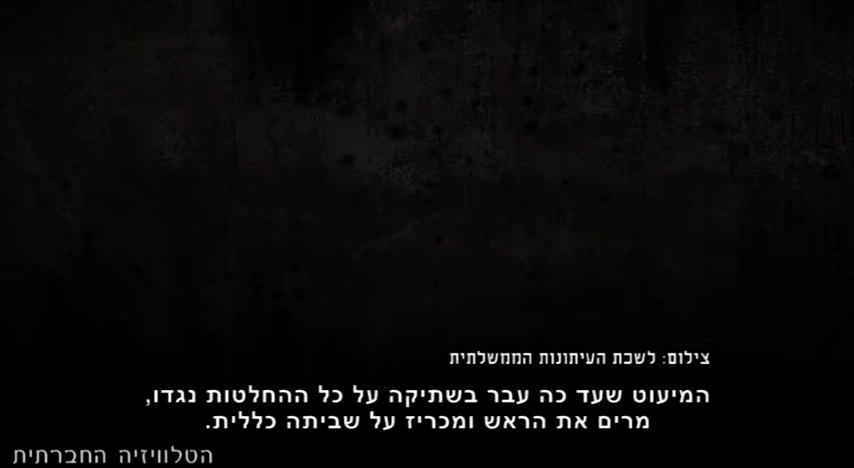 צילום: לשכת העיתונות הממשלתית
המיעוט שעד כה עבר בשתיקה על כל ההחלטות נגדו,
מרים את הראש ומכריז על שביתה כללית.
הטלוויזיה החברתית